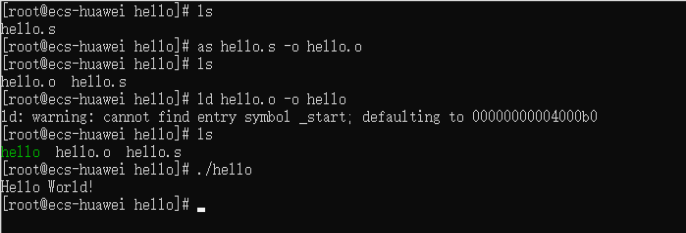 [root@ecs-huawei hello]# ls
hello.s
[root@ecs-huawei hello]# as hello.s -o hello.o
[root@ecs-huawei hello]# ls
hello.o  hello.s
[root@ecs-huawei hello]# ld hello.o -o hello
ld: warning: cannot find entry symbol _start; defaulting to 00000000004000b0
[root@ecs-huawei hello]# ls
hello  hello.o  hello.s
[root@ecs-huawei hello]# ./hello
Hello World!
[root@ecs-huawei hello]#